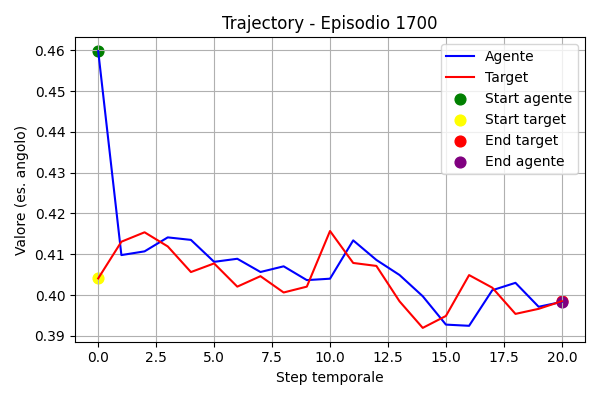 Trajectory - Episodio 1700
Valore (es. angolo)
0.46
0.45
0.44
0.43
0.42
0.41
0.40
0.39
Agente
Target
Start agente
Start target
End target
End agente
0.0 2.5 5.0 7.5 10.0 12.5 15.0 17.5 20.0
Step temporale